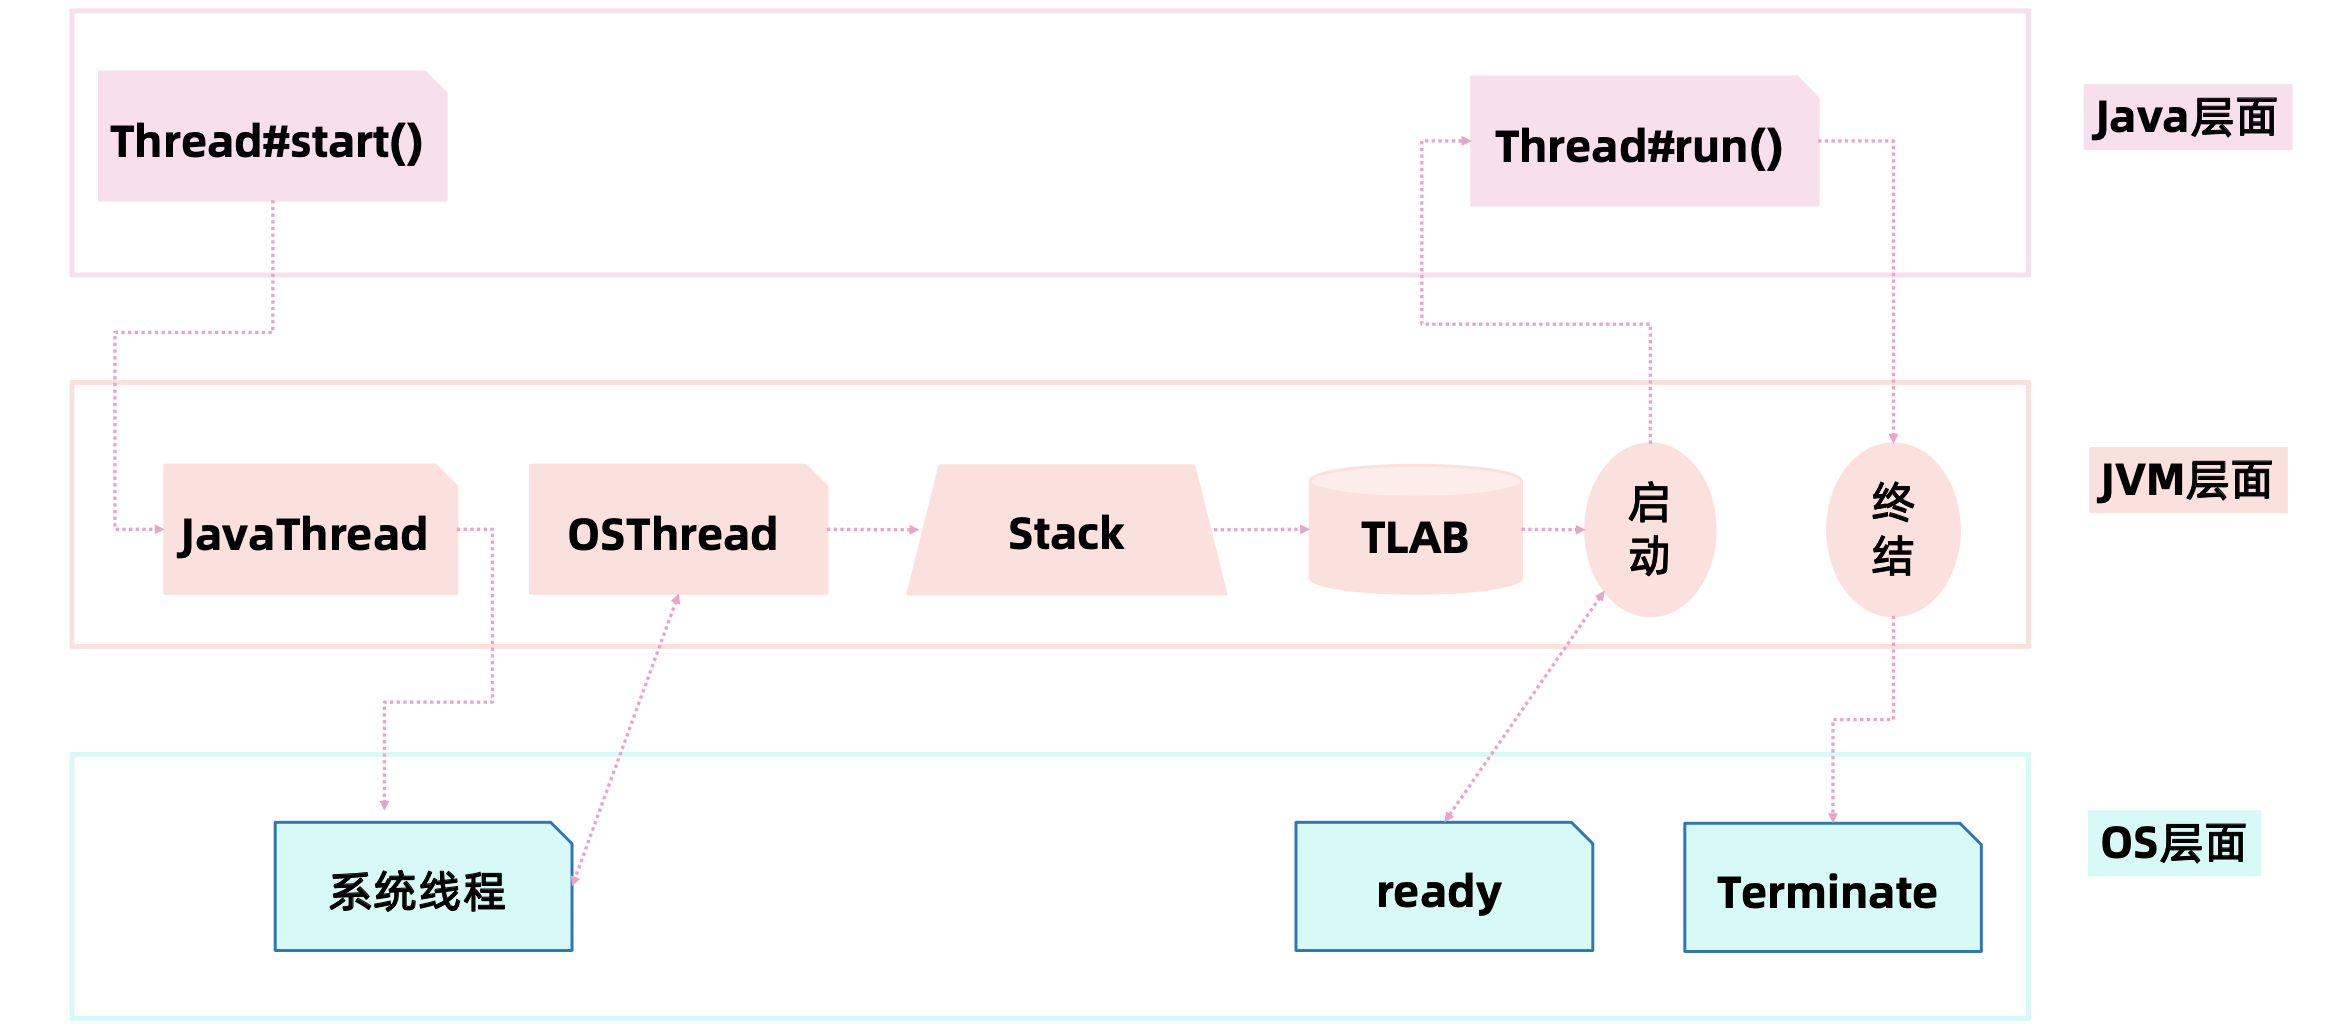 Thread#start()
Thread#run()
Java层面
JavaThread
OSThread
Stack
TLAB
启
动
终
结
JVM层面
系统线程
ready
Terminate
OS层面